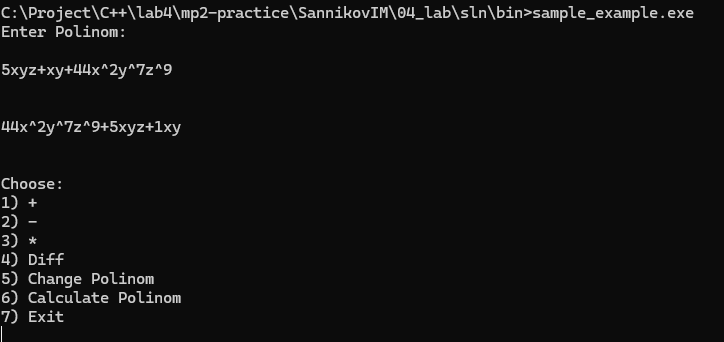 C:\Project\C++\lab4\mp2-practice\SannikovIM\04_lab\sln\bin>sample_example.exe
Enter Polinom:
5xyz+xy+44x^2y^7z^9
44x^2y^7z^9+5xyz+1xy
Choose:
1) +
2) -
3) *
4) Diff
5) Change Polinom
6) Calculate Polinom
7) Exit